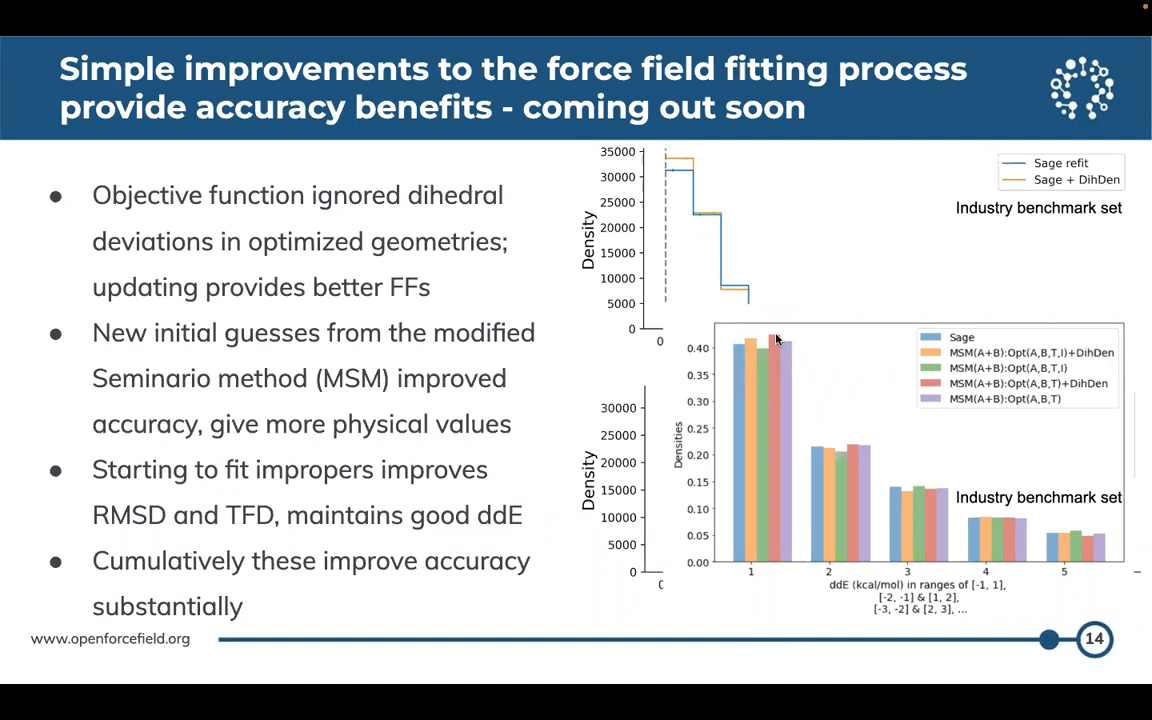 Simple improvements to the force field fitting process
provide accuracy benefits - coming out soon
● Objective function ignored dihedral
deviations in optimized geometries;
updating provides better FFs
● New initial guesses from the modified
Seminario method (MSM) improved
accuracy, give more physical values
● Starting to fit impropers improves
RMSD and TFD, maintains good ddE
● Cumulatively these improve accuracy
substantially
35000
30000
25000
20000
15000
10000
5000
0
Density
0
Sage refit
Sage + DihDen
Industry benchmark set
30000
20000
15000
10000
5000
0
Density
0.40
0.35
0.30
0.25
0.20
0.15
0.10
0.05
0.00
Densities
Sage
MSM(A+B):Opt(A,B,T,I)+DihDen
MSM(A+B):Opt(A,B,T,I)
MSM(A+B):Opt(A,B,T)+DihDen
MSM(A+B):Opt(A,B,T)
Industry benchmark set
1 2 3 4 5
ddE (kcal/mol) in ranges of [-1, 1],
[-2, -1] & [1, 2],
[-3, -2] & [2, 3], ...
www.openforcefield.org
14